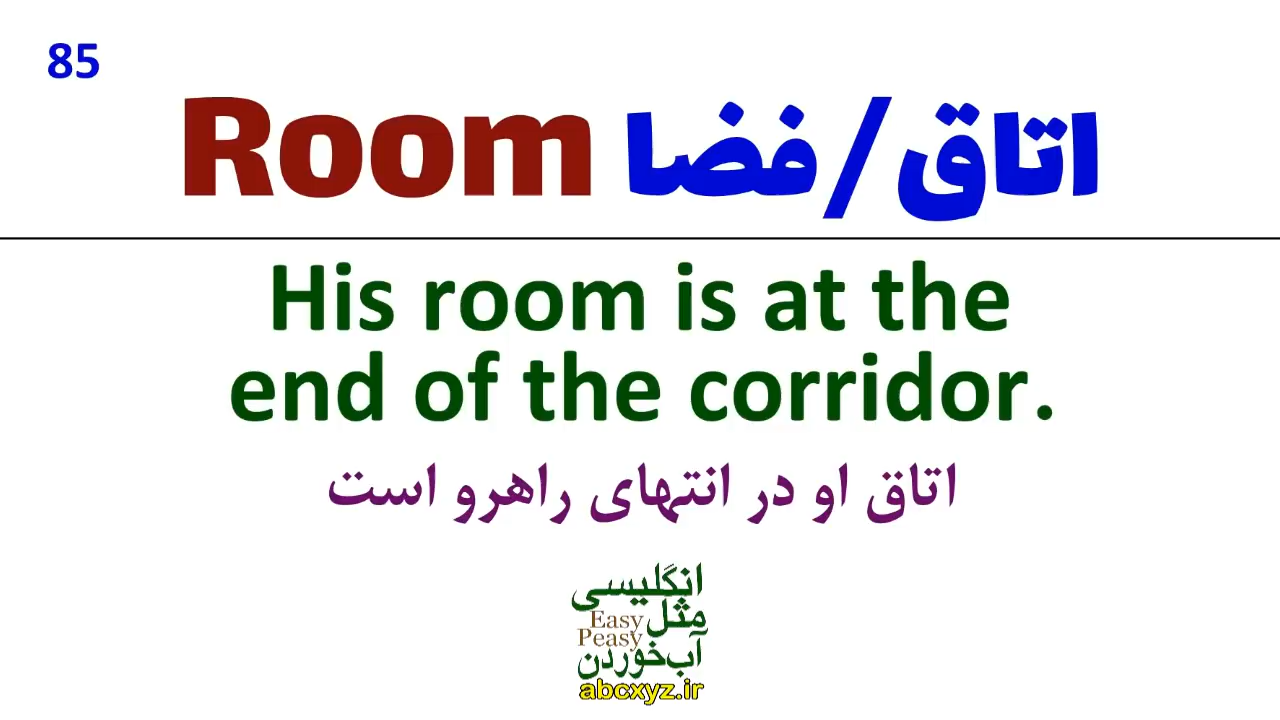 85
Room اتاق/فضا
His room is at the
end of the corridor.
اتاق او در انتهای راهرو است
انگلیسی
مثل
Easy
Peasy
آب‌خوردن
abcxyz.ir